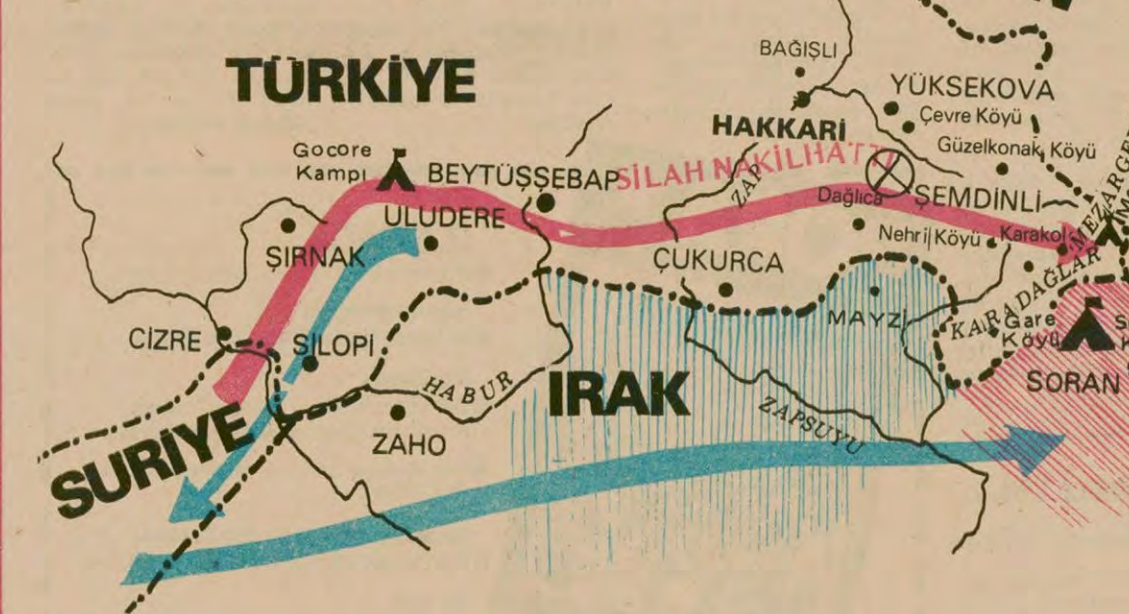 BAĞIŞLI
TÜRKİYE
YÜKSEKOVA
Çevre Köyü
HAKKARİ
Güzelkonak Köyü
Gocore
Kampı
BEYTÜŞŞEBAP
SİLAH NAKİLHATTI
ZAP
Dağlıca
ŞEMDİNLİ
ULUDERE
Nehri Köyü
Karakol
ŞIRNAK
ÇUKURCA
KARADAĞLAR
MAYZİ
Gare
Köyü
CİZRE
SİLOPİ
HABUR
IRAK
SORAN
ZAPSUYU
SURİYE
ZAHO